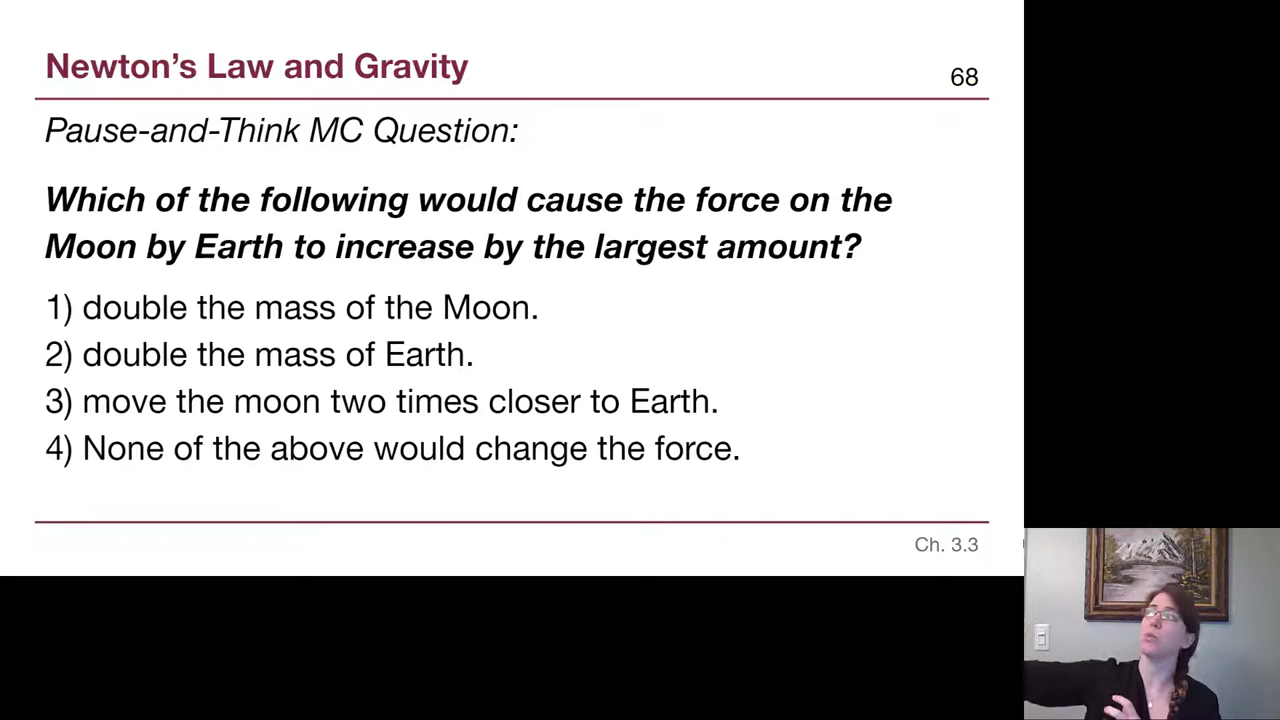 Newton’s Law and Gravity
68
Pause-and-Think MC Question:
Which of the following would cause the force on the
Moon by Earth to increase by the largest amount?
1) double the mass of the Moon.
2) double the mass of Earth.
3) move the moon two times closer to Earth.
4) None of the above would change the force.
Ch. 3.3